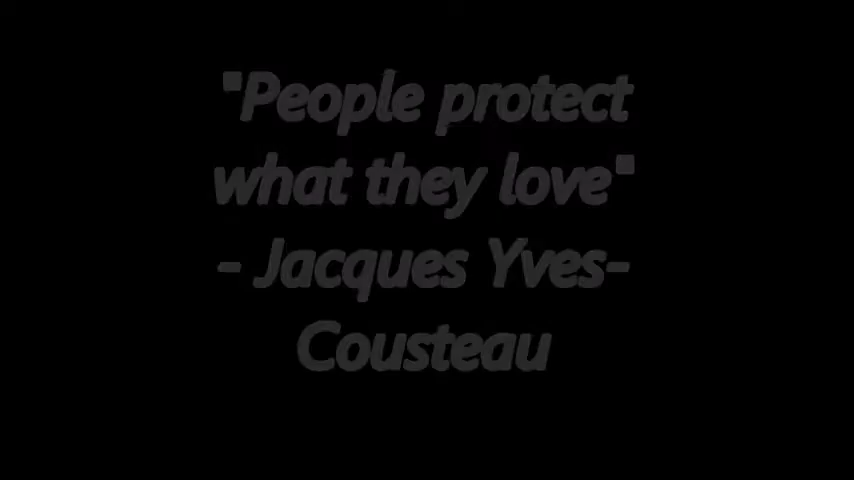 "People protect
what they love"
- Jacques Yves-
Cousteau